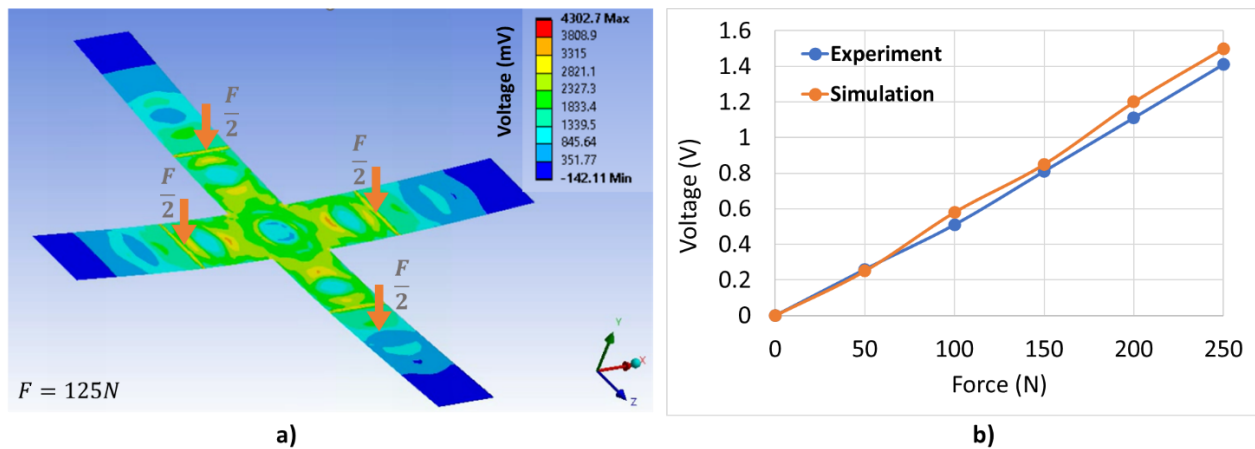 4302.7 Max
3808.9
3315
2821.1
2327.3
1833.4
1339.5
845.64
351.77
-142.11 Min
Voltage (mV)
F
2
F
2
F
2
F
2
Y
X
Z
F = 125N
a)
1.6
1.4
1.2
1
0.8
0.6
0.4
0.2
0
Voltage (V)
Experiment
Simulation
0 50 100 150 200 250
Force (N)
b)